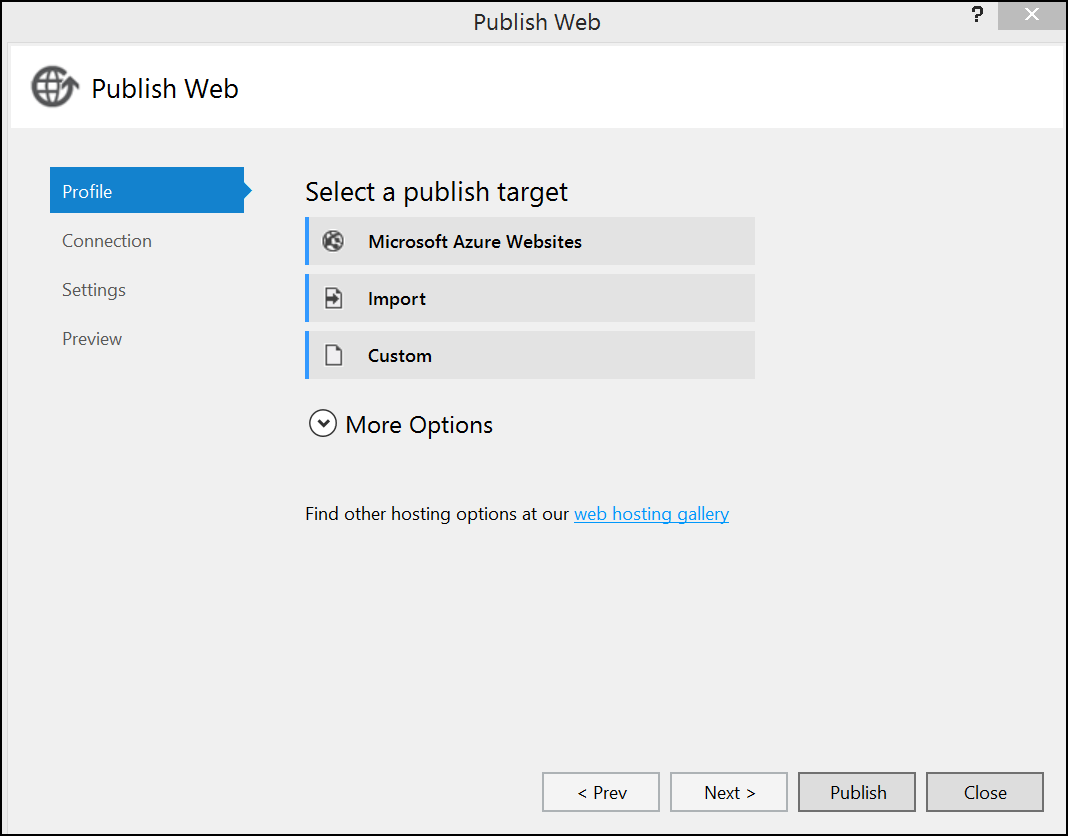 Publish Web
?
Publish Web
Profile
Connection
Settings
Preview
Select a publish target
Microsoft Azure Websites
Import
Custom
More Options
Find other hosting options at our web hosting gallery
< Prev
Next >
Publish
Close